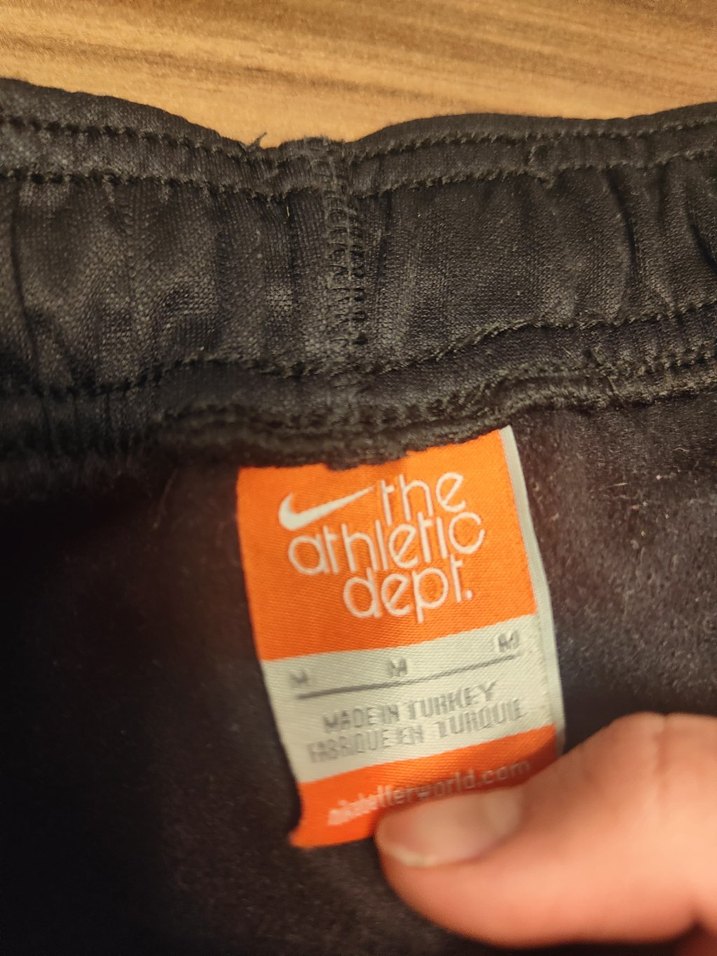 the
athletic
dept.
M M M
MADE IN TURKEY
FABRIQUE EN TURQUIE
nikebetterworld.com